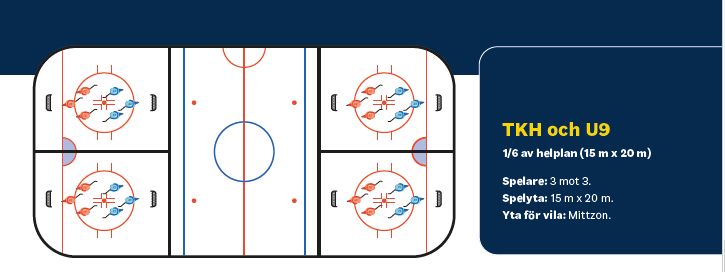 TKH och U9
1/6 av helplan (15 m x 20 m)
Spelare: 3 mot 3.
Spelyta: 15 m x 20 m.
Yta för vila: Mittzon.